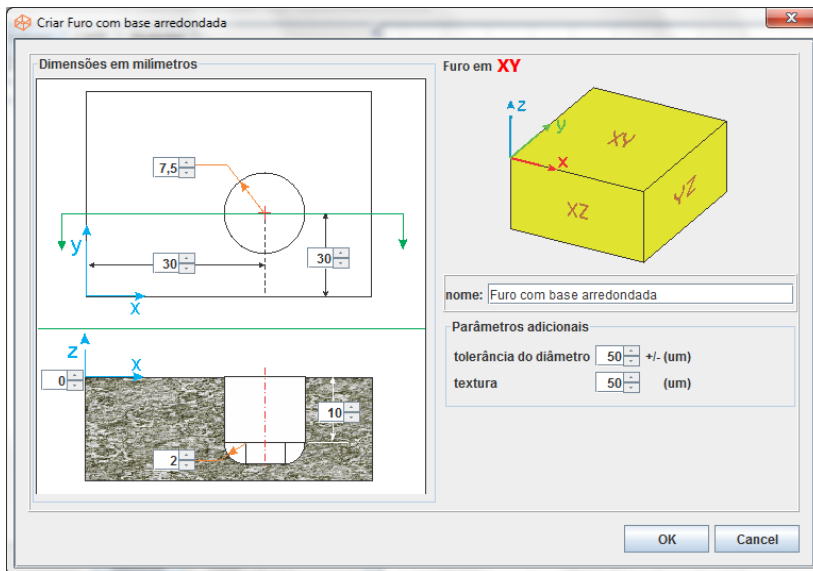 Criar Furo com base arredondada
Dimensões em milímetros
7,5
30
30
y
x
z
x
0
10
2
Furo em XY
z
y
x
XY
XZ
YZ
nome: Furo com base arredondada
Parâmetros adicionais
tolerância do diâmetro 50 +/- (um)
textura 50 (um)
OK Cancel